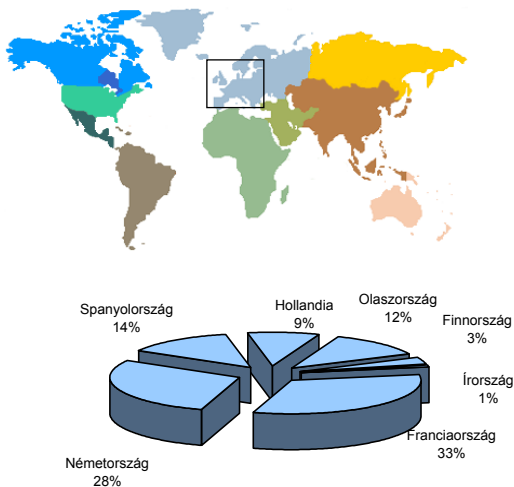 Spanyolország
14%
Hollandia
9%
Olaszország
12%
Finnország
3%
Írország
1%
Franciaország
33%
Németország
28%